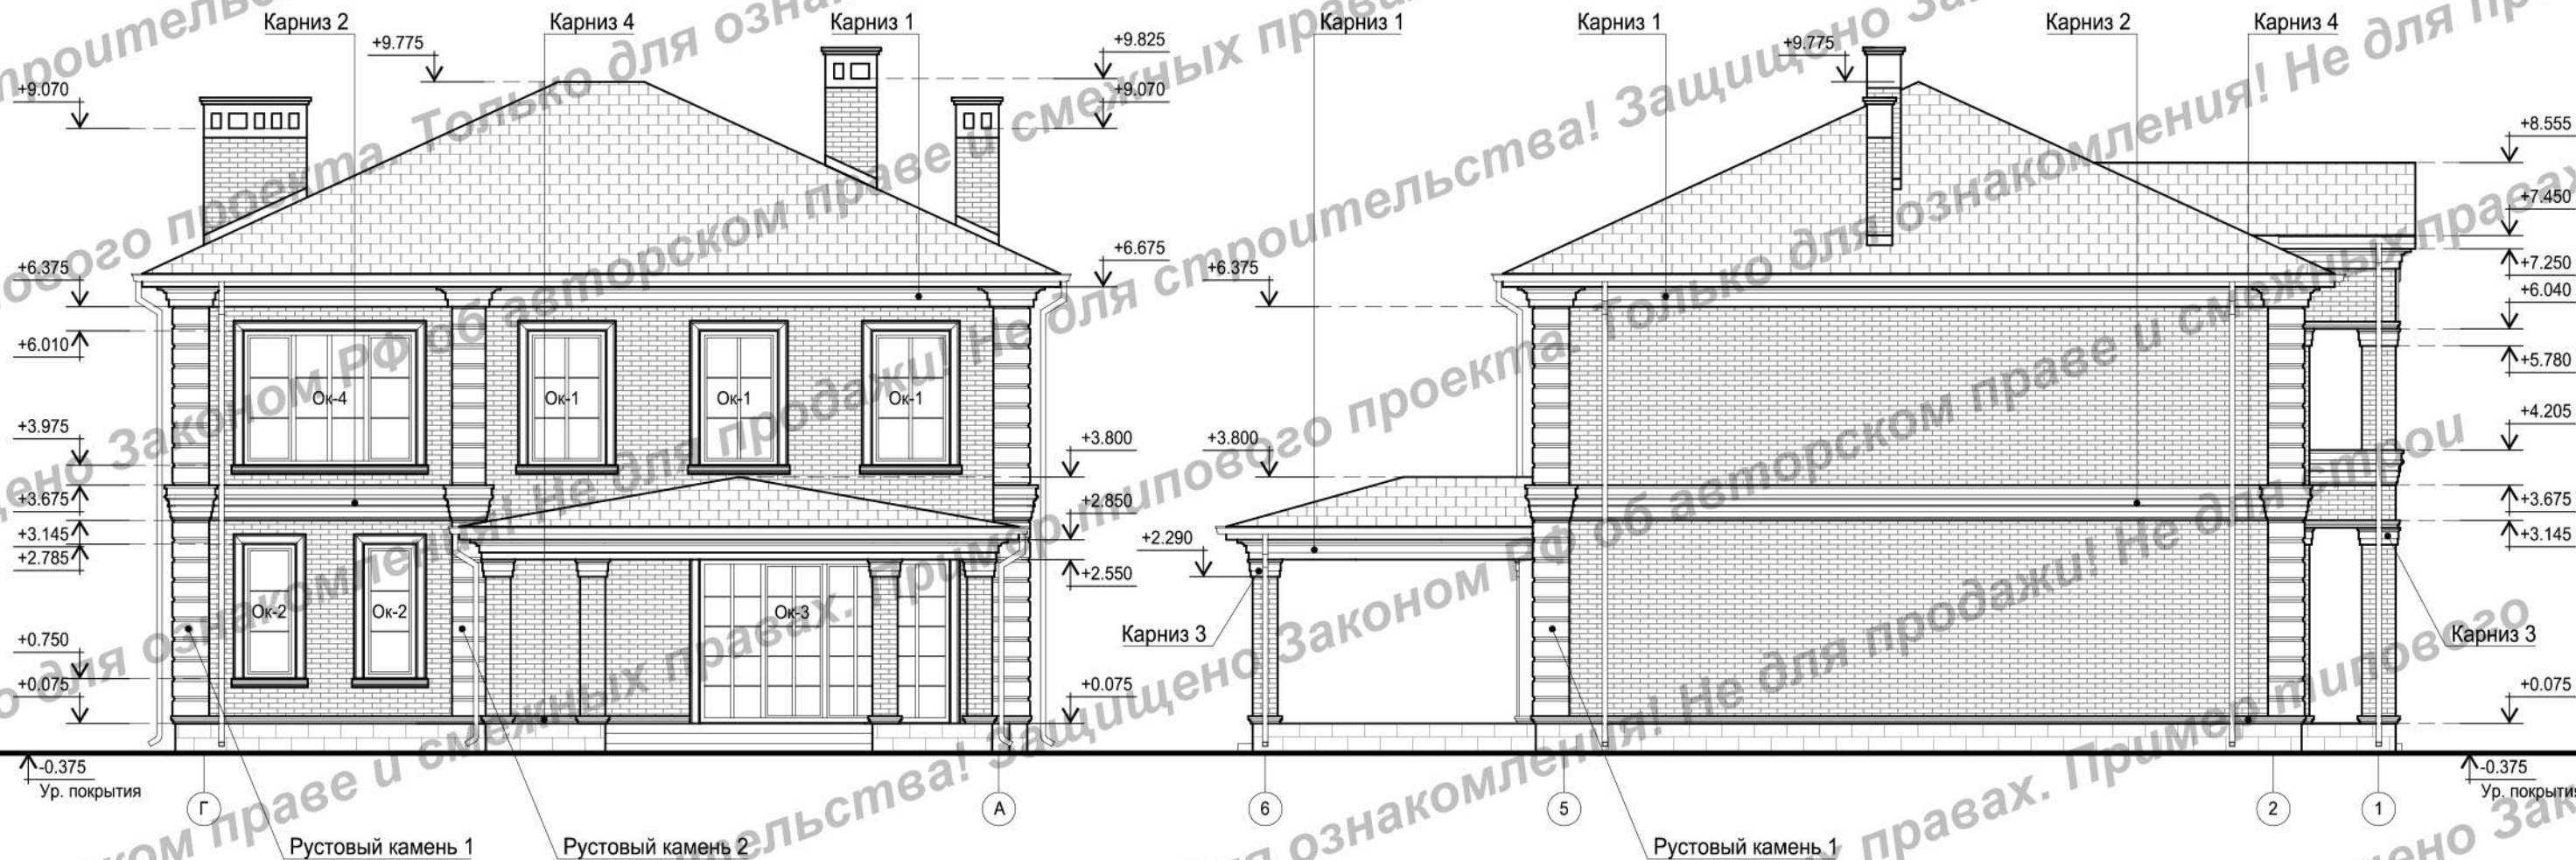 Карниз 2
Карниз 4
Карниз 1
Карниз 1
Карниз 1
Карниз 2
Карниз 4
+9.775
+9.825
+9.070
+9.070
+6.375
+6.675
+6.010
+3.975
+3.675
+3.145
+2.785
+0.750
+0.075
-0.375
Ур. покрытия
Ок-4
Ок-1
Ок-1
Ок-1
Ок-2
Ок-2
Ок-3
+3.800
+2.850
+2.550
+0.075
Г
А
Рустовый камень 1
Рустовый камень 2
+9.775
+6.375
+3.800
+2.290
Карниз 3
+8.555
+7.450
+7.250
+6.040
+5.780
+4.205
+3.675
+3.145
Карниз 3
+0.075
-0.375
Ур. покрытия
6
5
2
1
Рустовый камень 1
Только для ознакомления! Не для продажи! Не для строительства! Защищено Законом РФ об авторском праве и смежных правах. Пример типового проекта.